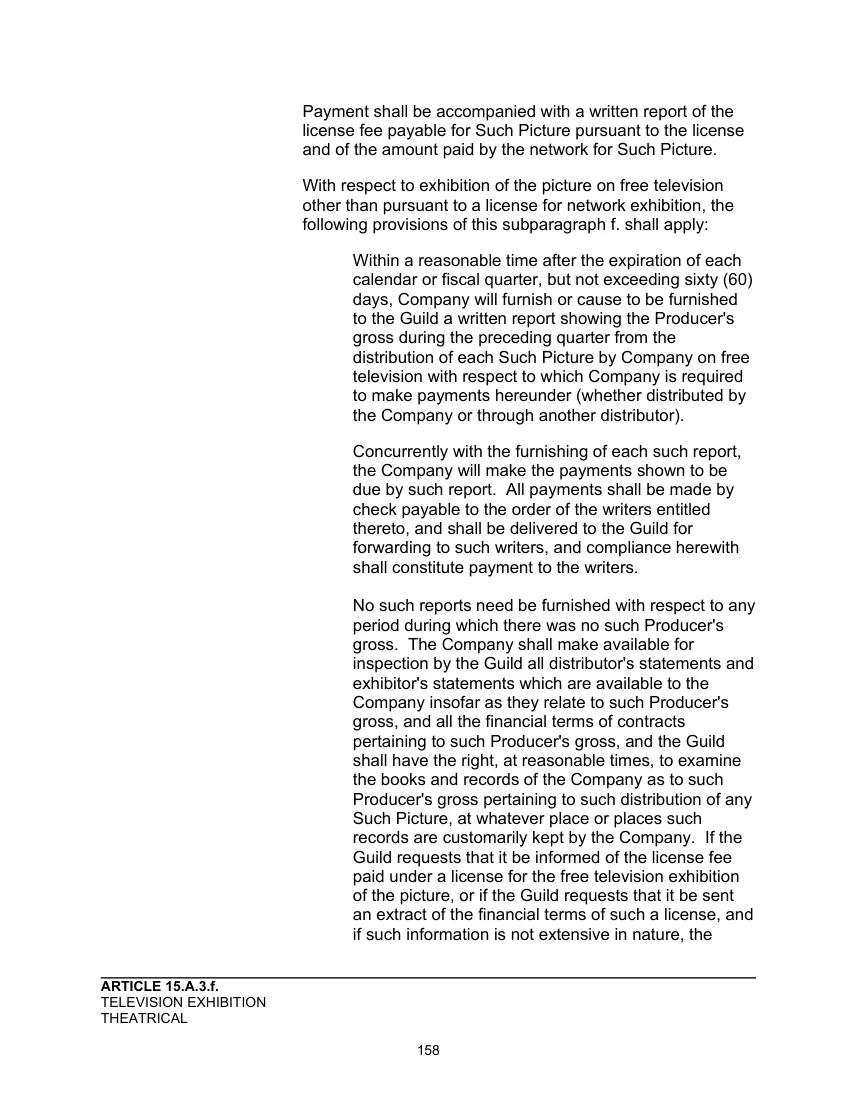 Payment shall be accompanied with a written report of the
license fee payable for Such Picture pursuant to the license
and of the amount paid by the network for Such Picture.
With respect to exhibition of the picture on free television
other than pursuant to a license for network exhibition, the
following provisions of this subparagraph f. shall apply:
Within a reasonable time after the expiration of each
calendar or fiscal quarter, but not exceeding sixty (60)
days, Company will furnish or cause to be furnished
to the Guild a written report showing the Producer's
gross during the preceding quarter from the
distribution of each Such Picture by Company on free
television with respect to which Company is required
to make payments hereunder (whether distributed by
the Company or through another distributor).
Concurrently with the furnishing of each such report,
the Company will make the payments shown to be
due by such report.  All payments shall be made by
check payable to the order of the writers entitled
thereto, and shall be delivered to the Guild for
forwarding to such writers, and compliance herewith
shall constitute payment to the writers.
No such reports need be furnished with respect to any
period during which there was no such Producer's
gross.  The Company shall make available for
inspection by the Guild all distributor's statements and
exhibitor's statements which are available to the
Company insofar as they relate to such Producer's
gross, and all the financial terms of contracts
pertaining to such Producer's gross, and the Guild
shall have the right, at reasonable times, to examine
the books and records of the Company as to such
Producer's gross pertaining to such distribution of any
Such Picture, at whatever place or places such
records are customarily kept by the Company.  If the
Guild requests that it be informed of the license fee
paid under a license for the free television exhibition
of the picture, or if the Guild requests that it be sent
an extract of the financial terms of such a license, and
if such information is not extensive in nature, the
ARTICLE 15.A.3.f.
TELEVISION EXHIBITION
THEATRICAL
158